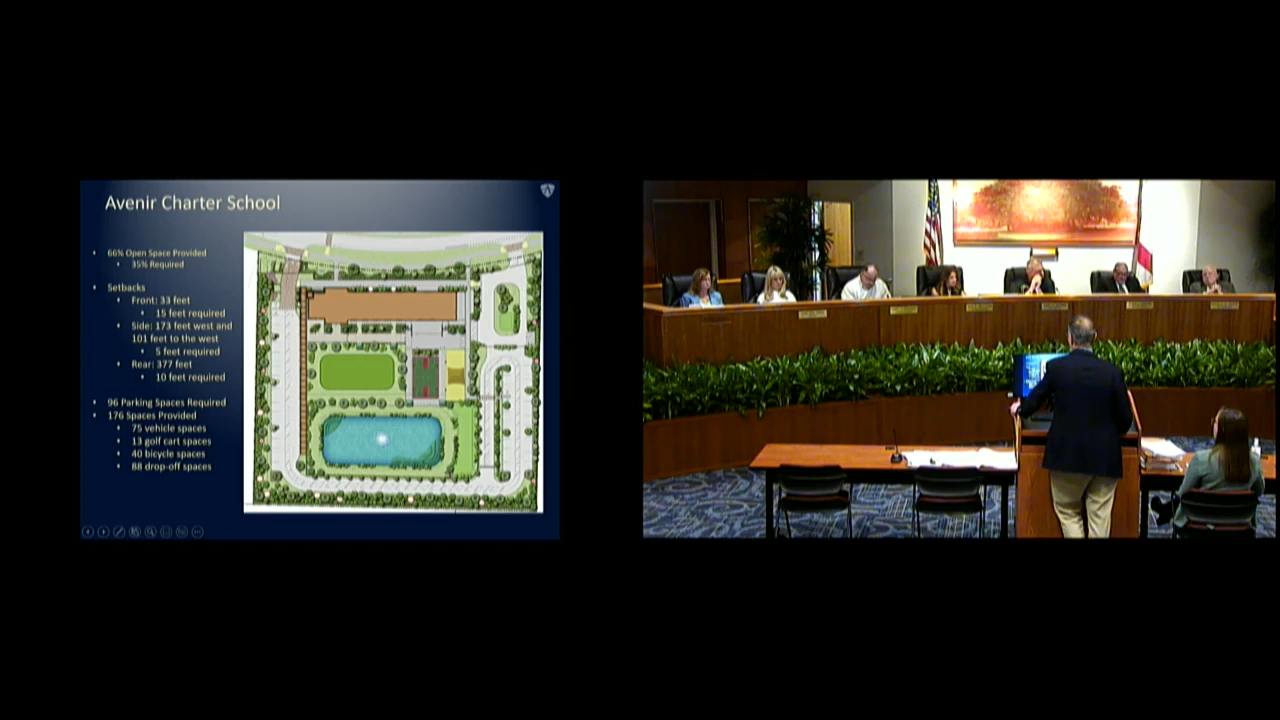 Avenir Charter School
• 66% Open Space Provided
• 35% Required
• Setbacks
• Front: 33 feet
• 15 feet required
• Side: 173 feet west and
101 feet to the west
• 5 feet required
• Rear: 377 feet
• 10 feet required
• 96 Parking Spaces Required
• 176 Spaces Provided
• 75 vehicle spaces
• 13 golf cart spaces
• 40 bicycle spaces
• 88 drop-off spaces